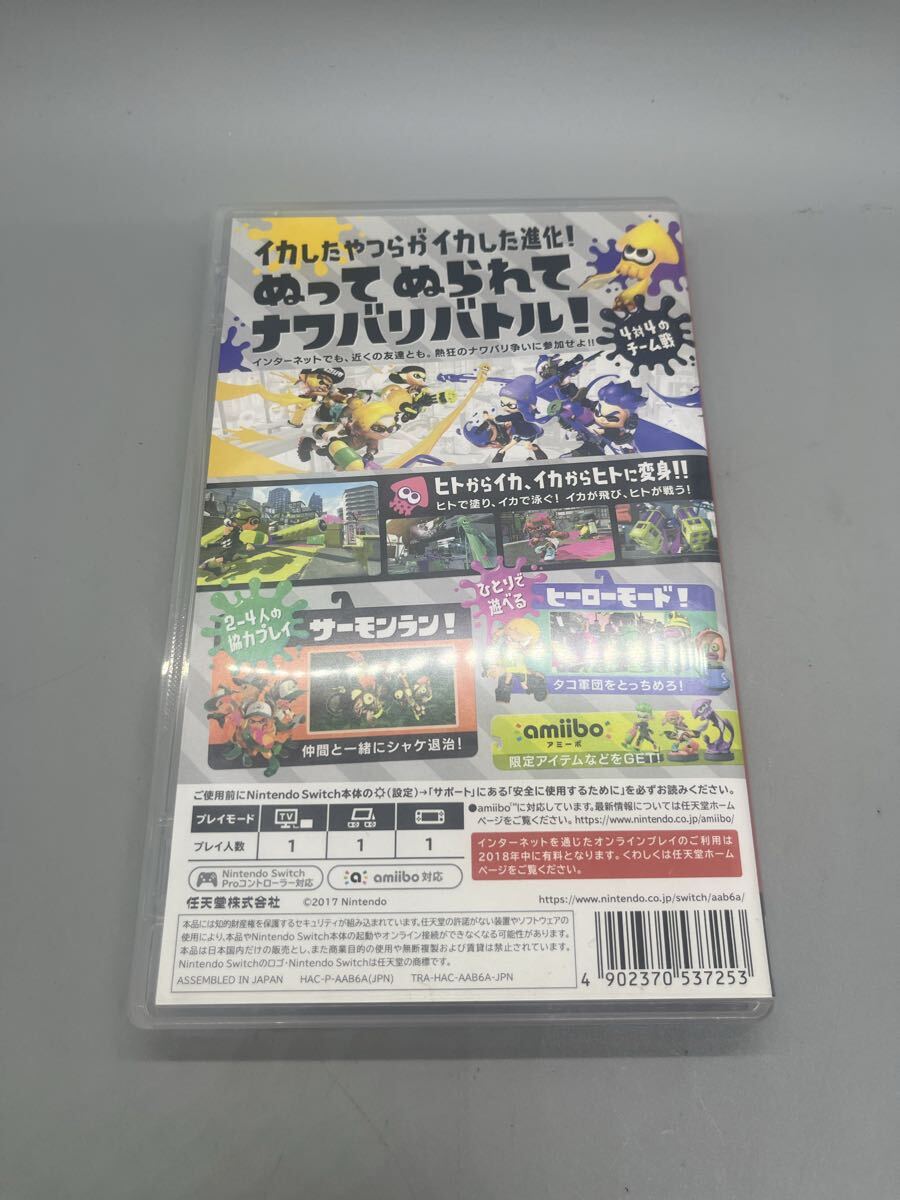 イカしたやつらが イカした進化!
ぬって ぬられて
ナワバリバトル!
インターネットでも、近くの友達とも。熱狂のナワバリ争いに参加せよ!!
4対4の
チーム戦
ヒトからイカ、イカからヒトに変身!!
ヒトで塗り、イカで泳ぐ! イカが飛び、ヒトが戦う!
2-4人の
協力プレイ
サーモンラン!
仲間と一緒にシャケ退治!
ひとりで
遊べる
ヒーローモード!
タコ軍団をとっちめろ!
amiibo
アミーボ
限定アイテムなどをGET!
ご使用前にNintendo Switch本体の(設定)→「サポート」にある「安全に使用するために」を必ずお読みください。
プレイモード
TV
プレイ人数 1 1 1
●amiibo™に対応しています。最新情報については任天堂ホーム
ページをご覧ください。https://www.nintendo.co.jp/amiibo/
インターネットを通じたオンラインプレイのご利用は
2018年中に有料となります。くわしくは任天堂ホーム
ページをご覧ください。
Nintendo Switch
Proコントローラー対応
amiibo 対応
任天堂株式会社 ©2017 Nintendo
https://www.nintendo.co.jp/switch/aab6a/
本品には知的財産権を保護するセキュリティが組み込まれています。任天堂の許諾がない装置やソフトウェアの
使用により、本品やNintendo Switch本体の起動やオンライン接続ができなくなる可能性があります。
本品は日本国内だけの販売とし、また商業目的の使用や無断複製および賃貸は禁止されています。
Nintendo Switchのロゴ・Nintendo Switchは任天堂の商標です。
ASSEMBLED IN JAPAN HAC-P-AAB6A(JPN) TRA-HAC-AAB6A-JPN
4 902370 537253